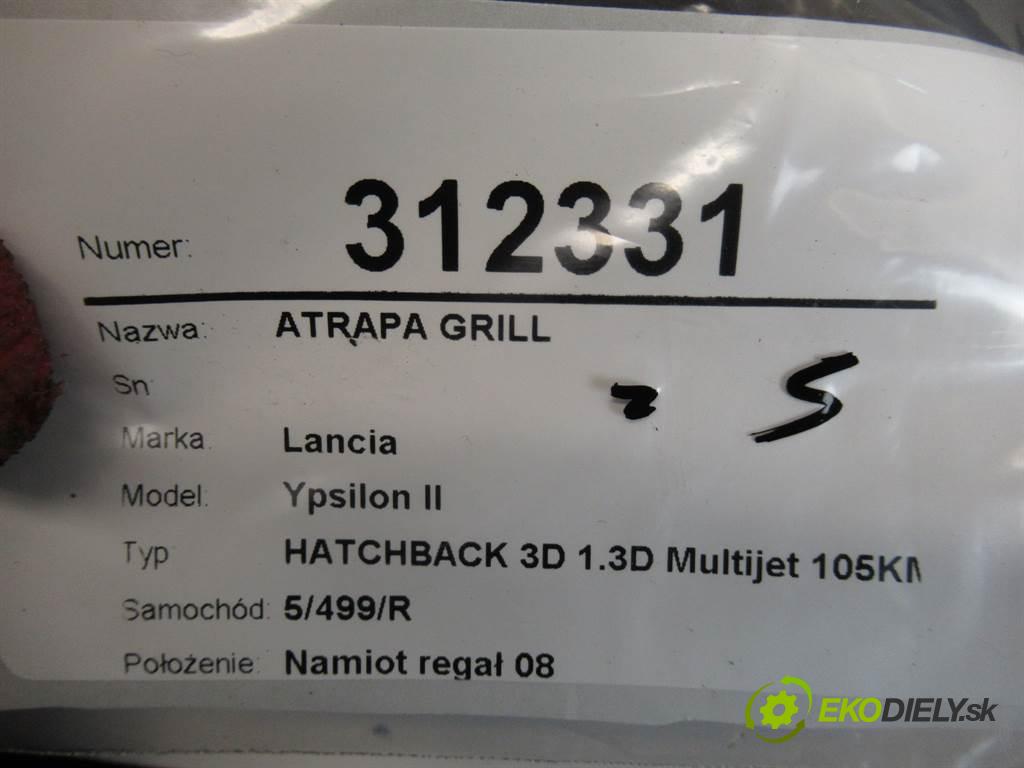 Numer: 312331
Nazwa: ATRAPA GRILL
Sn
Marka Lancia
Model: Ypsilon II
Typ HATCHBACK 3D 1.3D Multijet 105KM
Samochód: 5/499/R
Położenie: Namiot regał 08
EKODIELY.sk